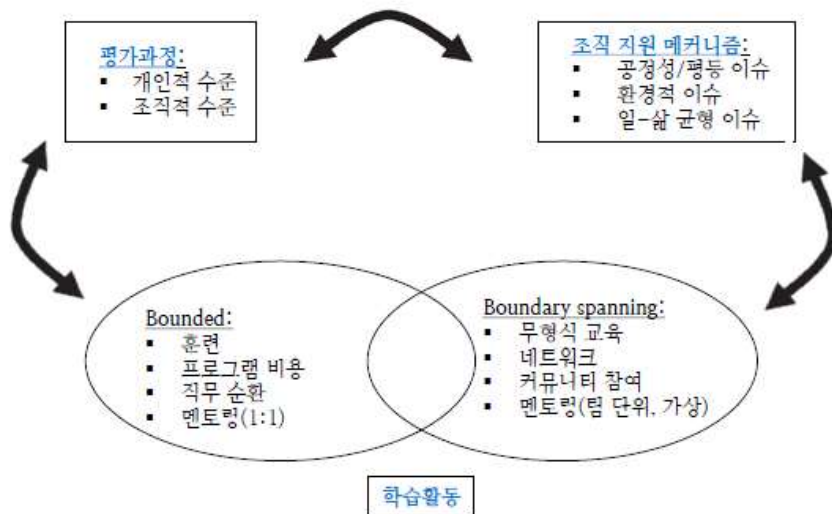 평가과정:
▪ 개인적 수준
▪ 조직적 수준
조직 지원 메커니즘:
▪ 공정성/평등 이슈
▪ 환경적 이슈
▪ 일-삶 균형 이슈
Bounded:
▪ 훈련
▪ 프로그램 비용
▪ 직무 순환
▪ 멘토링(1:1)
Boundary spanning:
▪ 무형식 교육
▪ 네트워크
▪ 커뮤니티 참여
▪ 멘토링(팀 단위, 가상)
학습활동